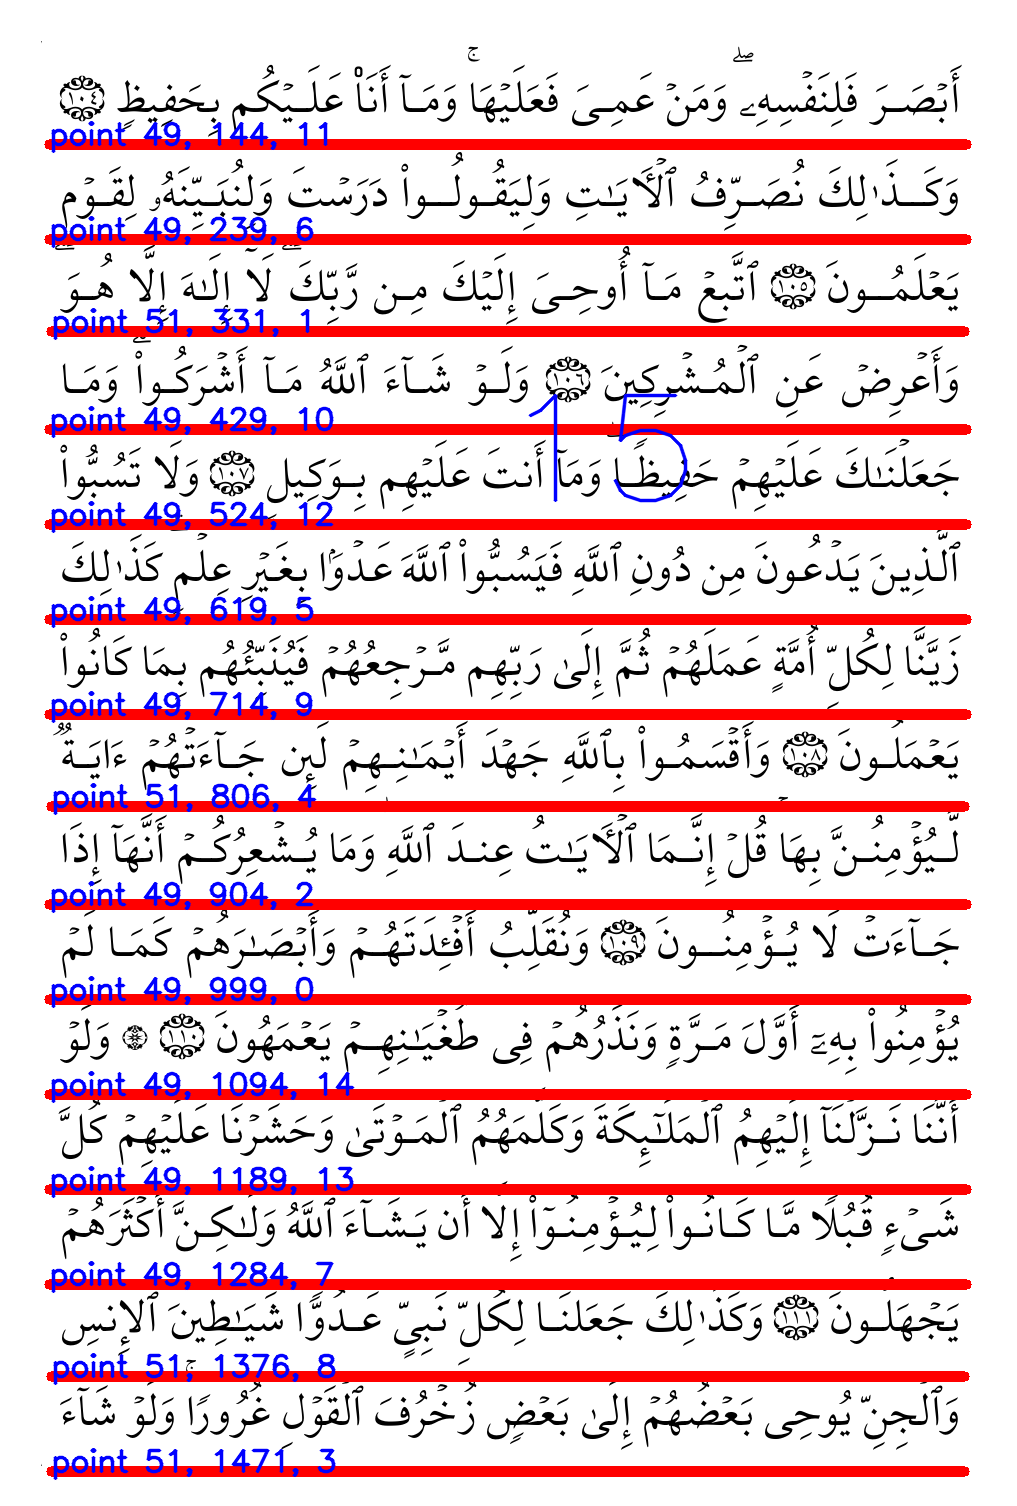 أَبْصَرَ فَلِنَفْسِهِۦۖ وَمَنْ عَمِىَ فَعَلَيْهَاۚ وَمَآ أَنَا۠ عَلَيْكُم بِحَفِيظٍ ١٠٤
point 49, 144, 11
وَكَذَٰلِكَ نُصَرِّفُ ٱلْأٓيَٰتِ وَلِيَقُولُوا۟ دَرَسْتَ وَلِنُبَيِّنَهُۥ لِقَوْمٍ
point 49, 239, 6
يَعْلَمُونَ ١٠٥ ٱتَّبِعْ مَآ أُوحِىَ إِلَيْكَ مِن رَّبِّكَۖ لَآ إِلَٰهَ إِلَّا هُوَۖ
point 51, 331, 1
وَأَعْرِضْ عَنِ ٱلْمُشْرِكِينَ ١٠٦ وَلَوْ شَآءَ ٱللَّهُ مَآ أَشْرَكُوا۟ۗ وَمَا
point 49, 429, 10
15
جَعَلْنَٰكَ عَلَيْهِمْ حَفِيظًاۖ وَمَآ أَنتَ عَلَيْهِم بِوَكِيلٍ ١٠٧ وَلَا تَسُبُّوا۟
point 49, 524, 12
ٱلَّذِينَ يَدْعُونَ مِن دُونِ ٱللَّهِ فَيَسُبُّوا۟ ٱللَّهَ عَدْوًۢا بِغَيْرِ عِلْمٍۗ كَذَٰلِكَ
point 49, 619, 5
زَيَّنَّا لِكُلِّ أُمَّةٍ عَمَلَهُمْ ثُمَّ إِلَىٰ رَبِّهِم مَّرْجِعُهُمْ فَيُنَبِّئُهُم بِمَا كَانُوا۟
point 49, 714, 9
يَعْمَلُونَ ١٠٨ وَأَقْسَمُوا۟ بِٱللَّهِ جَهْدَ أَيْمَٰنِهِمْ لَئِن جَآءَتْهُمْ ءَايَةٌ
point 51, 806, 4
لَّيُؤْمِنُنَّ بِهَاۚ قُلْ إِنَّمَا ٱلْأٓيَٰتُ عِندَ ٱللَّهِۖ وَمَا يُشْعِرُكُمْ أَنَّهَآ إِذَا
point 49, 904, 2
جَآءَتْ لَا يُؤْمِنُونَ ١٠٩ وَنُقَلِّبُ أَفْـِٔدَتَهُمْ وَأَبْصَٰرَهُمْ كَمَا لَمْ
point 49, 999, 0
يُؤْمِنُوا۟ بِهِۦٓ أَوَّلَ مَرَّةٍ وَنَذَرُهُمْ فِى طُغْيَٰنِهِمْ يَعْمَهُونَ ١١٠ ۞ وَلَوْ
point 49, 1094, 14
أَنَّنَا نَزَّلْنَآ إِلَيْهِمُ ٱلْمَلَٰٓئِكَةَ وَكَلَّمَهُمُ ٱلْمَوْتَىٰ وَحَشَرْنَا عَلَيْهِمْ كُلَّ
point 49, 1189, 13
شَىْءٍ قُبُلًا مَّا كَانُوا۟ لِيُؤْمِنُوٓا۟ إِلَّآ أَن يَشَآءَ ٱللَّهُ وَلَٰكِنَّ أَكْثَرَهُمْ
point 49, 1284, 7
يَجْهَلُونَ ١١١ وَكَذَٰلِكَ جَعَلْنَا لِكُلِّ نَبِىٍّ عَدُوًّا شَيَٰطِينَ ٱلْإِنسِ
point 51, 1376, 8
وَٱلْجِنِّ يُوحِى بَعْضُهُمْ إِلَىٰ بَعْضٍ زُخْرُفَ ٱلْقَوْلِ غُرُورًاۚ وَلَوْ شَآءَ
point 51, 1471, 3